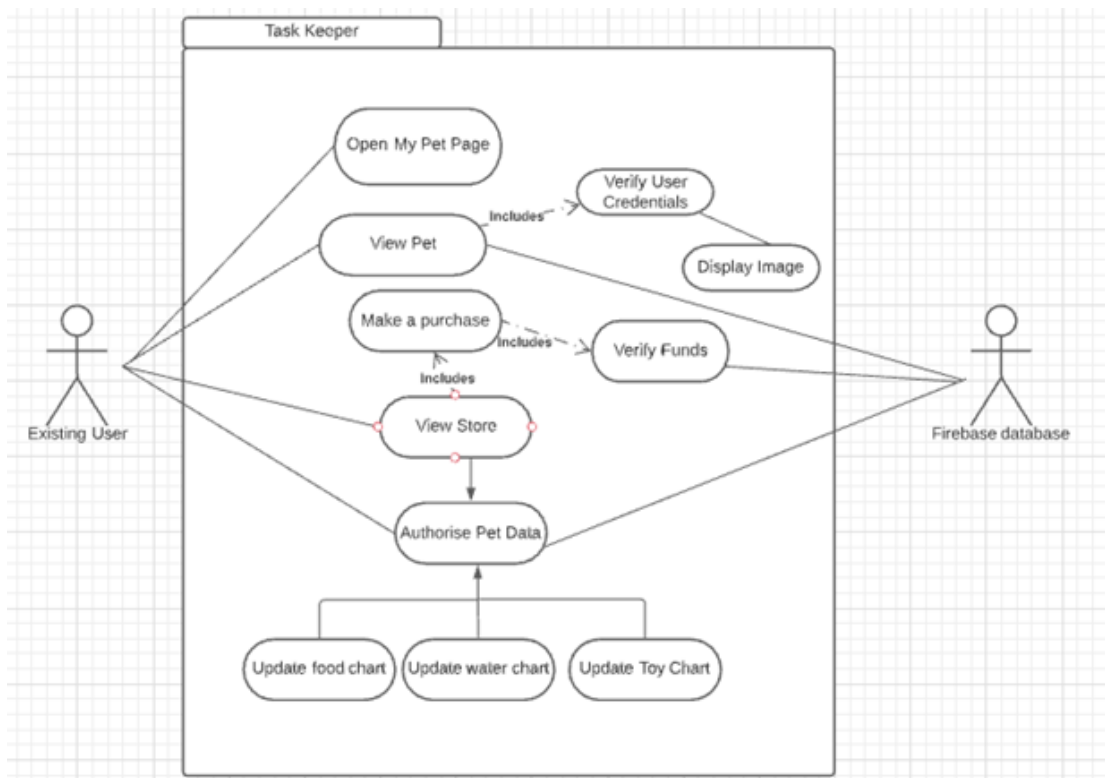 Task Keeper
Open My Pet Page
Verify User
Credentials
Includes
View Pet
Display Image
Make a purchase
Includes
Verify Funds
Includes
View Store
Existing User
Firebase database
Authorise Pet Data
Update food chart
Update water chart
Update Toy Chart